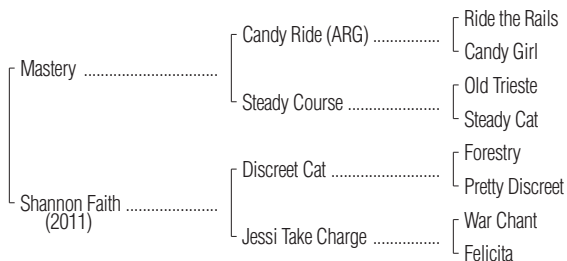 Ride the Rails
Candy Ride (ARG) ................
Candy Girl
Mastery ................................
Old Trieste
Steady Course ......................
Steady Cat
Forestry
Discreet Cat ..........................
Pretty Discreet
Shannon Faith ......................
(2011)
War Chant
Jessi Take Charge ................
Felicita